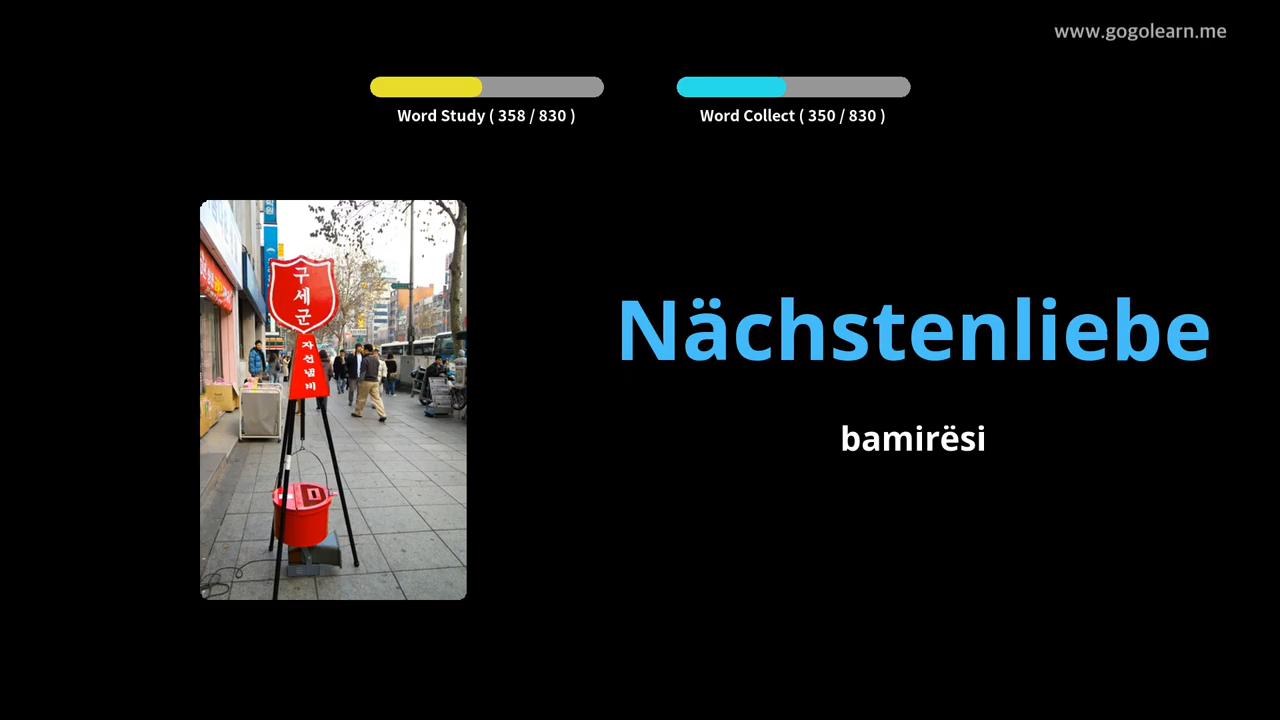 www.gogolearn.me
Word Study ( 358 / 830 )
Word Collect ( 350 / 830 )
구세군
자선냄비
Nächstenliebe
bamirësi